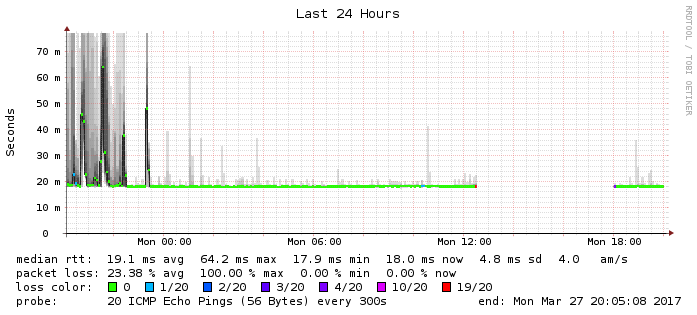 Last 24 Hours
RRDTOOL / TOBI OETIKER
Seconds
70 m
60 m
50 m
40 m
30 m
20 m
10 m
0
Mon 00:00 Mon 06:00 Mon 12:00 Mon 18:00
median rtt: 19.1 ms avg 64.2 ms max 17.9 ms min 18.0 ms now 4.8 ms sd 4.0 am/s
packet loss: 23.38 % avg 100.00 % max 0.00 % min 0.00 % now
loss color: 0 1/20 2/20 3/20 4/20 10/20 19/20
probe: 20 ICMP Echo Pings (56 Bytes) every 300s end: Mon Mar 27 20:05:08 2017